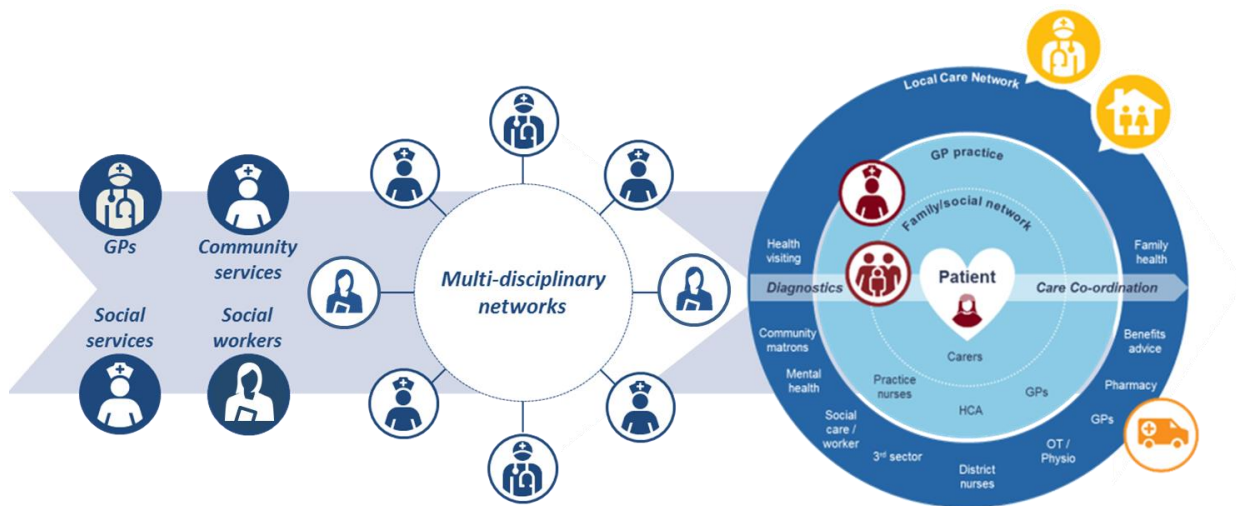 GPs
Community
services
Social
services
Social
workers
Multi-disciplinary
networks
Local Care Network
GP practice
Family/social network
Health
visiting
Family
health
Diagnostics
Patient
Care Co-ordination
Community
matrons
Benefits
advice
Carers
Mental
health
Practice
nurses
GPs
Pharmacy
HCA
Social
care /
worker
GPs
3rd sector
OT /
Physio
District
nurses